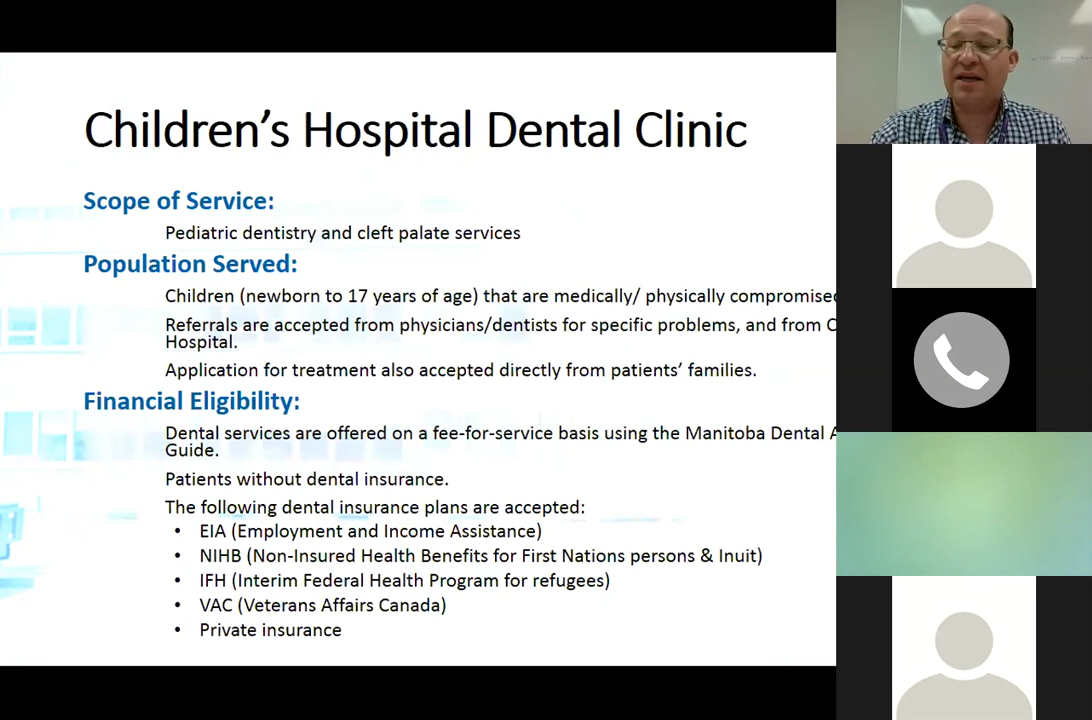 Children's Hospital Dental Clinic
Scope of Service:
Pediatric dentistry and cleft palate services
Population Served:
Children (newborn to 17 years of age) that are medically/ physically compromised
Referrals are accepted from physicians/dentists for specific problems, and from
Hospital.
Application for treatment also accepted directly from patients' families.
Financial Eligibility:
Dental services are offered on a fee-for-service basis using the Manitoba Dental
Guide.
Patients without dental insurance.
The following dental insurance plans are accepted:
• EIA (Employment and Income Assistance)
• NIHB (Non-Insured Health Benefits for First Nations persons & Inuit)
• IFH (Interim Federal Health Program for refugees)
• VAC (Veterans Affairs Canada)
• Private insurance